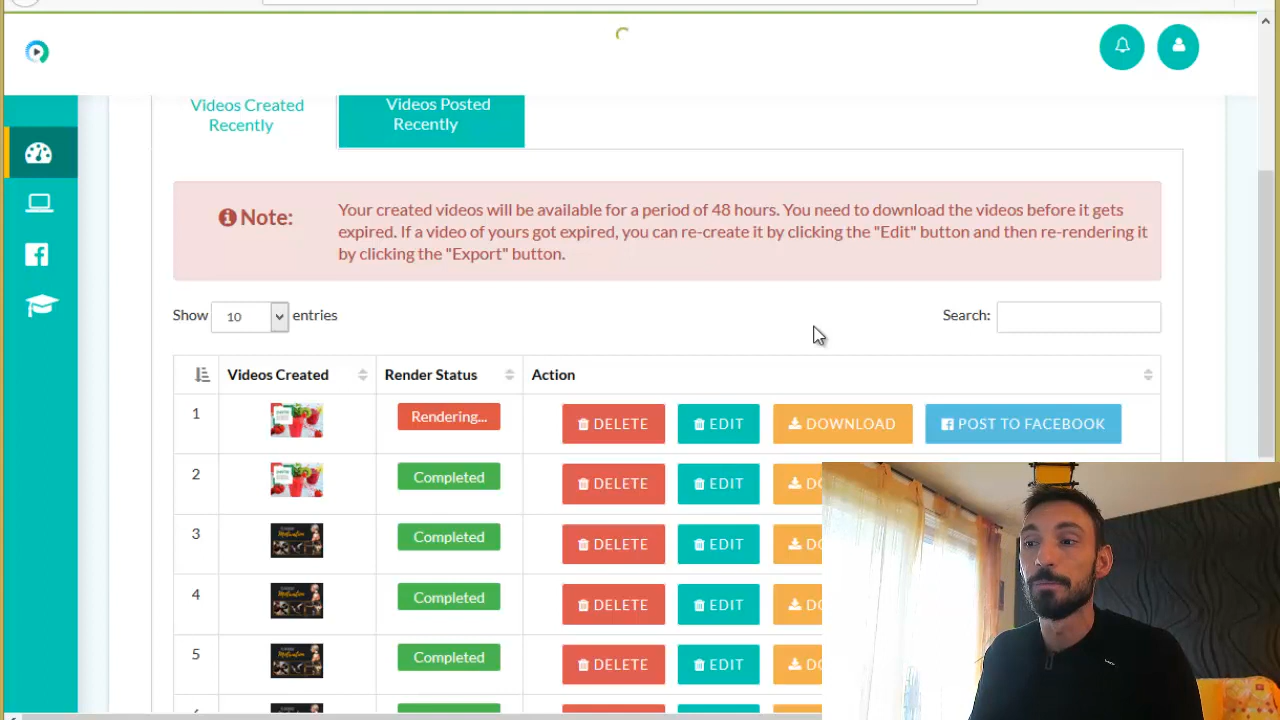 Videos Created
Recently
Videos Posted
Recently
Note:
Your created videos will be available for a period of 48 hours. You need to download the videos before it gets
expired. If a video of yours got expired, you can re-create it by clicking the "Edit" button and then re-rendering it
by clicking the "Export" button.
Show 10 entries
Search:
Videos Created Render Status Action
1 Rendering... DELETE EDIT DOWNLOAD POST TO FACEBOOK
2 Completed DELETE EDIT
3 Completed DELETE EDIT
4 Completed DELETE EDIT
5 Completed DELETE EDIT